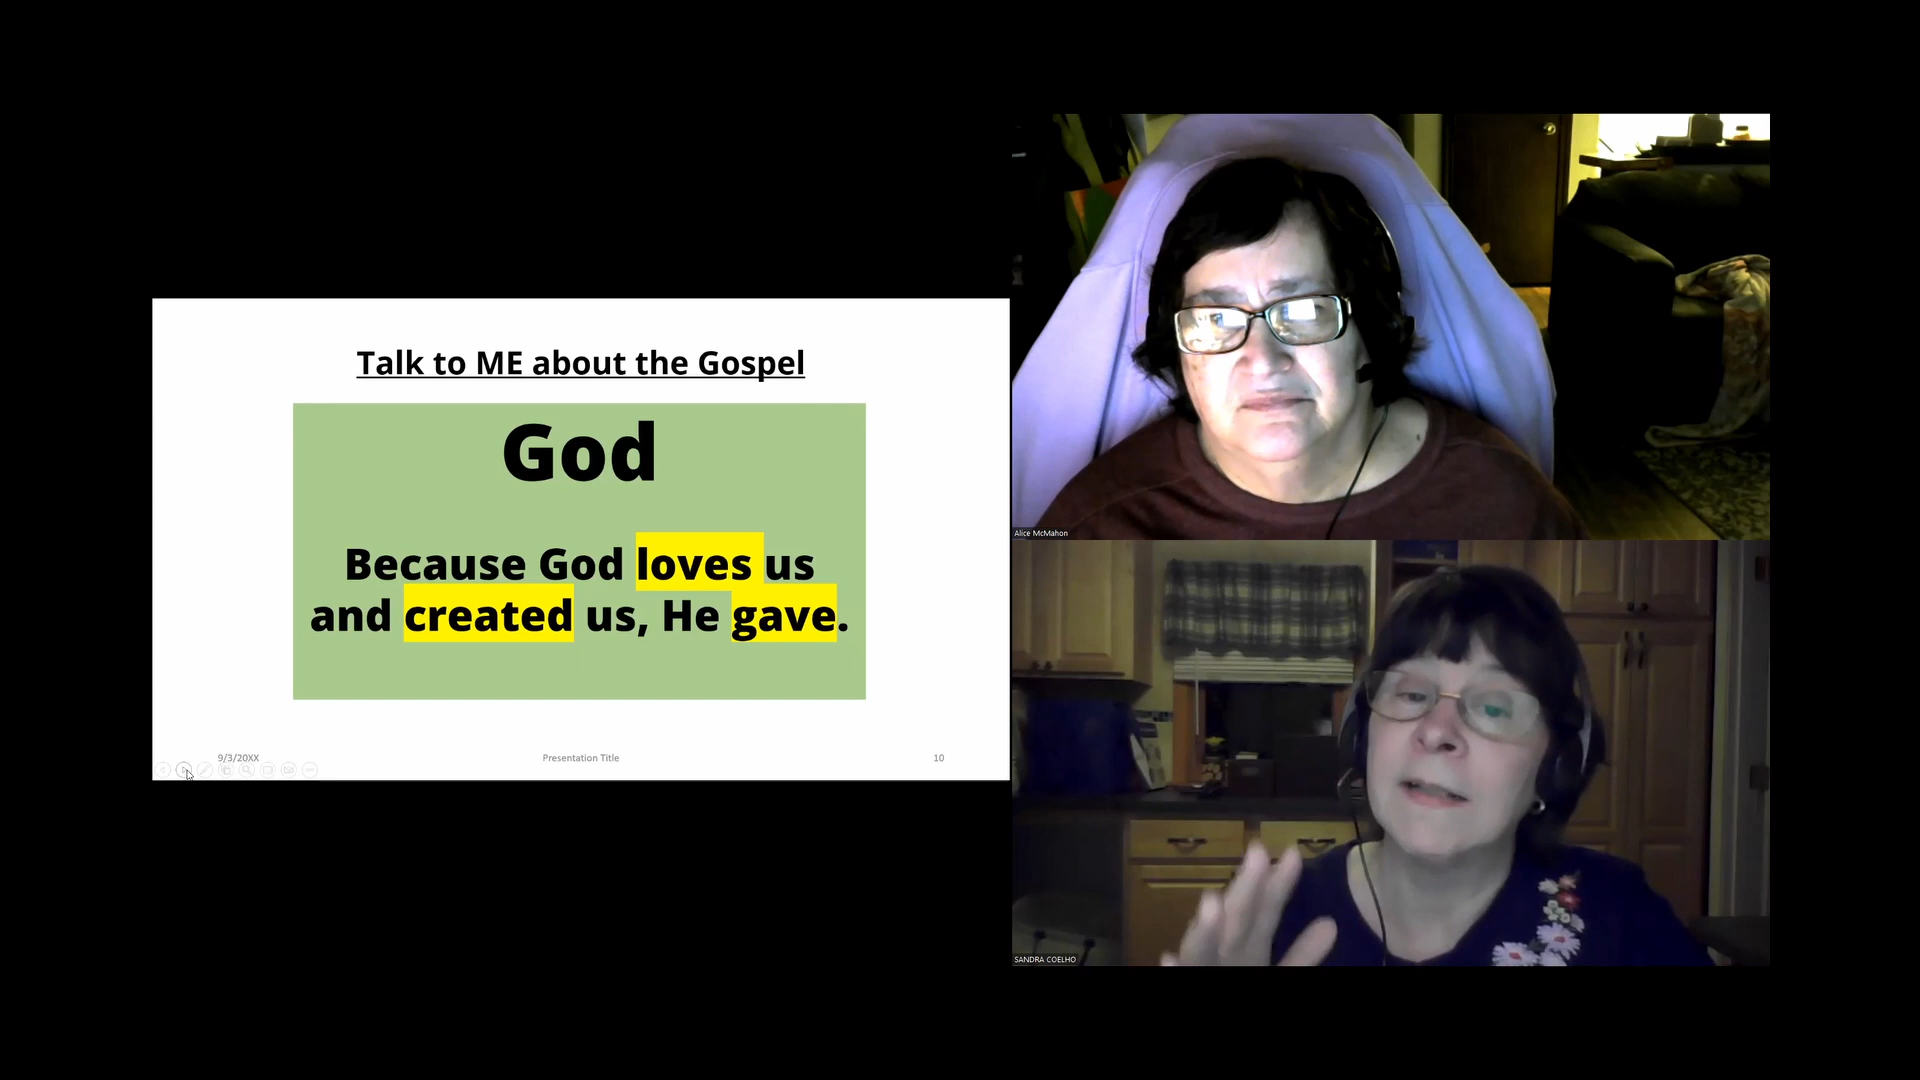 Talk to ME about the Gospel
God
Because God loves us
and created us, He gave.
9/3/20XX
Presentation Title
10
Alice McMahon
SANDRA COELHO